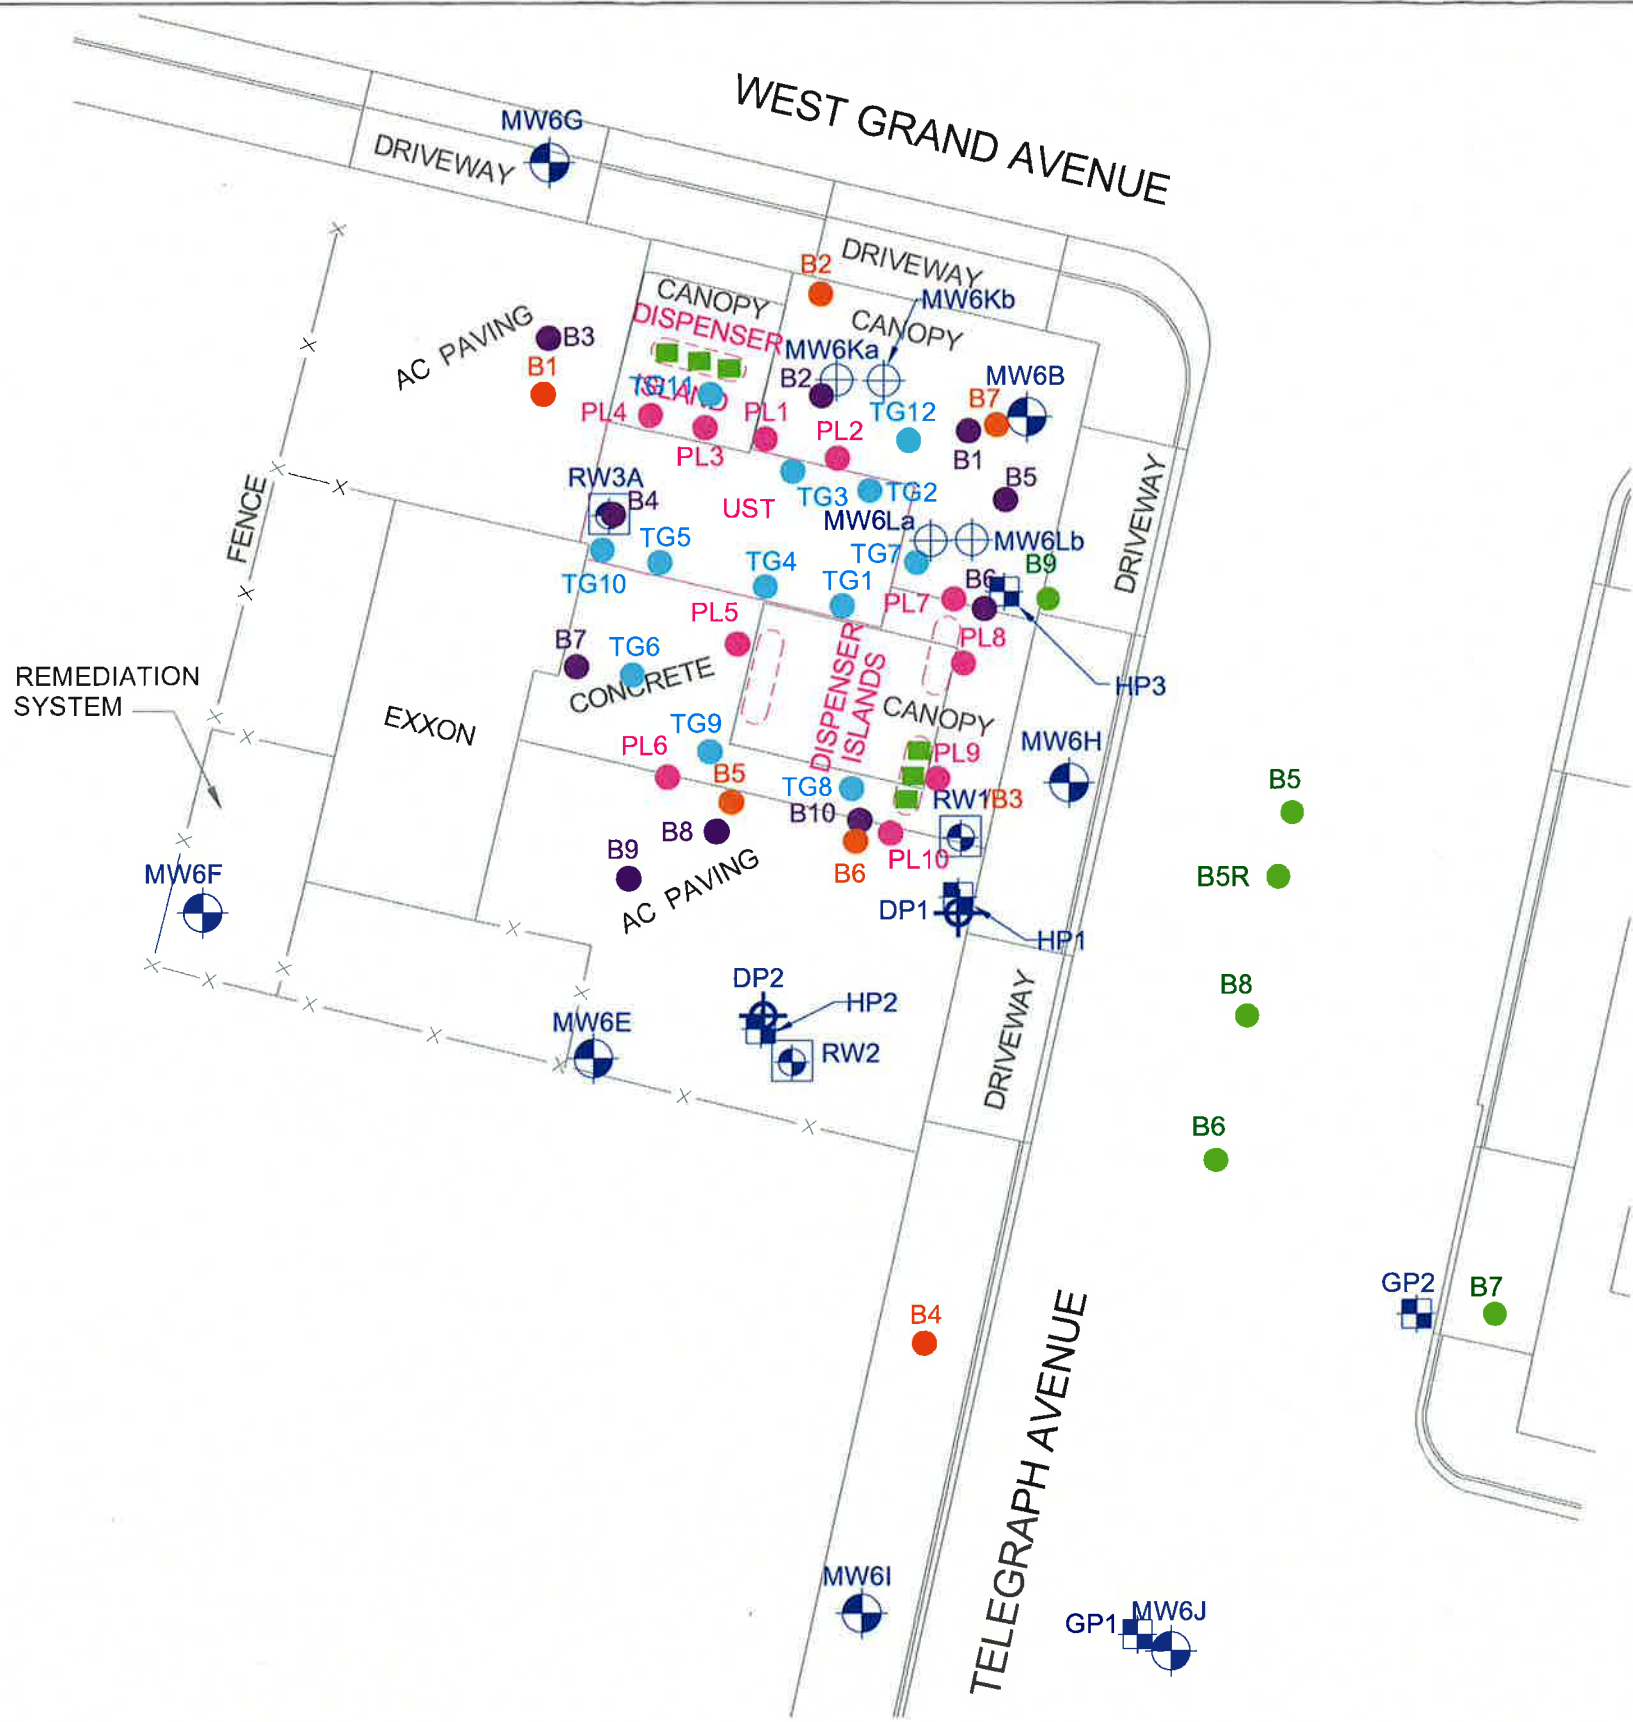 WEST GRAND AVENUE
MW6G
DRIVEWAY
DRIVEWAY
B2
MW6Kb
CANOPY
CANOPY
DISPENSER
ISLAND
AC PAVING
B3
B1
MW6Ka
B2
MW6B
B7
TG11
TG12
PL4
PL1
PL2
PL3
B1
RW3A
B4
B5
TG3
TG2
UST
MW6La
MW6Lb
DRIVEWAY
FENCE
TG5
TG4
TG7
TG10
TG1
B6
B9
PL5
PL7
B7
TG6
PL8
CONCRETE
DISPENSER
ISLANDS
HP3
REMEDIATION
SYSTEM
EXXON
CANOPY
TG9
PL6
MW6H
PL9
B5
TG8
B5
RW1/B3
B10
B8
B9
PL10
B6
AC PAVING
B5R
MW6F
DP1
HP1
DP2
HP2
B8
MW6E
RW2
DRIVEWAY
B6
GP2
B7
B4
TELEGRAPH AVENUE
MW6I
GP1
MW6J